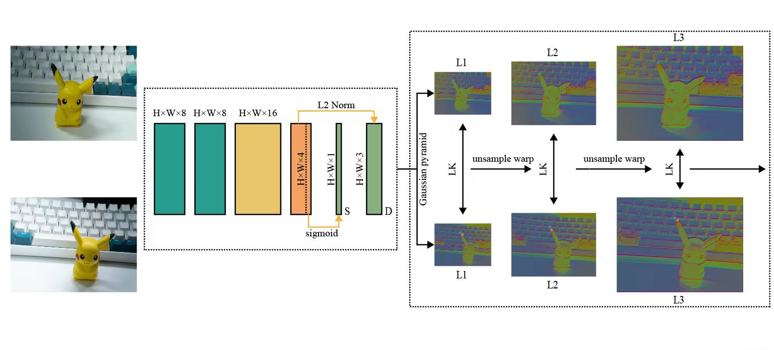 H×W×8
H×W×8
H×W×16
L2 Norm
H×W×4
H×W×1
H×W×3
S
D
sigmoid
Gaussian pyramid
L1
L2
L3
LK
unsample warp
LK
unsample warp
LK
L1
L2
L3